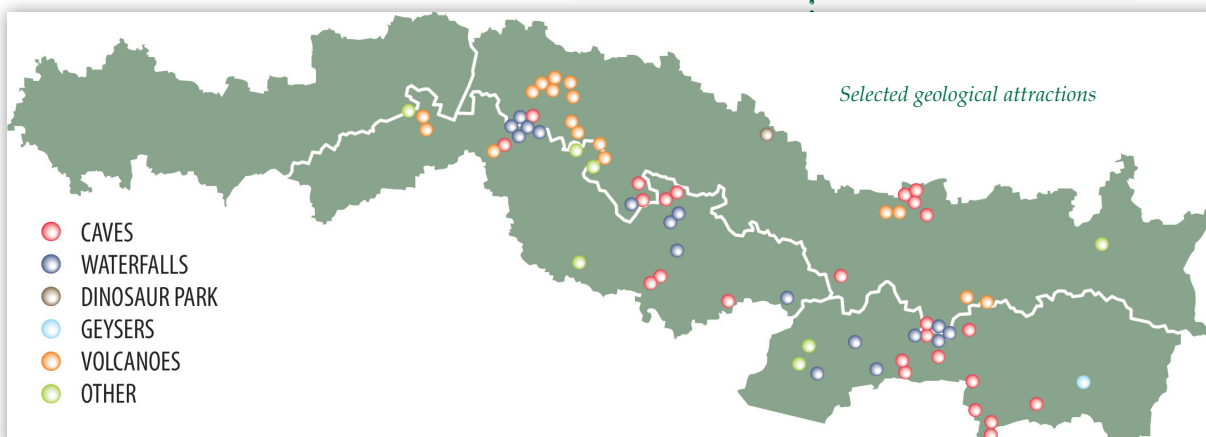 Selected geological attractions
CAVES
WATERFALLS
DINOSAUR PARK
GEYSERS
VOLCANOES
OTHER